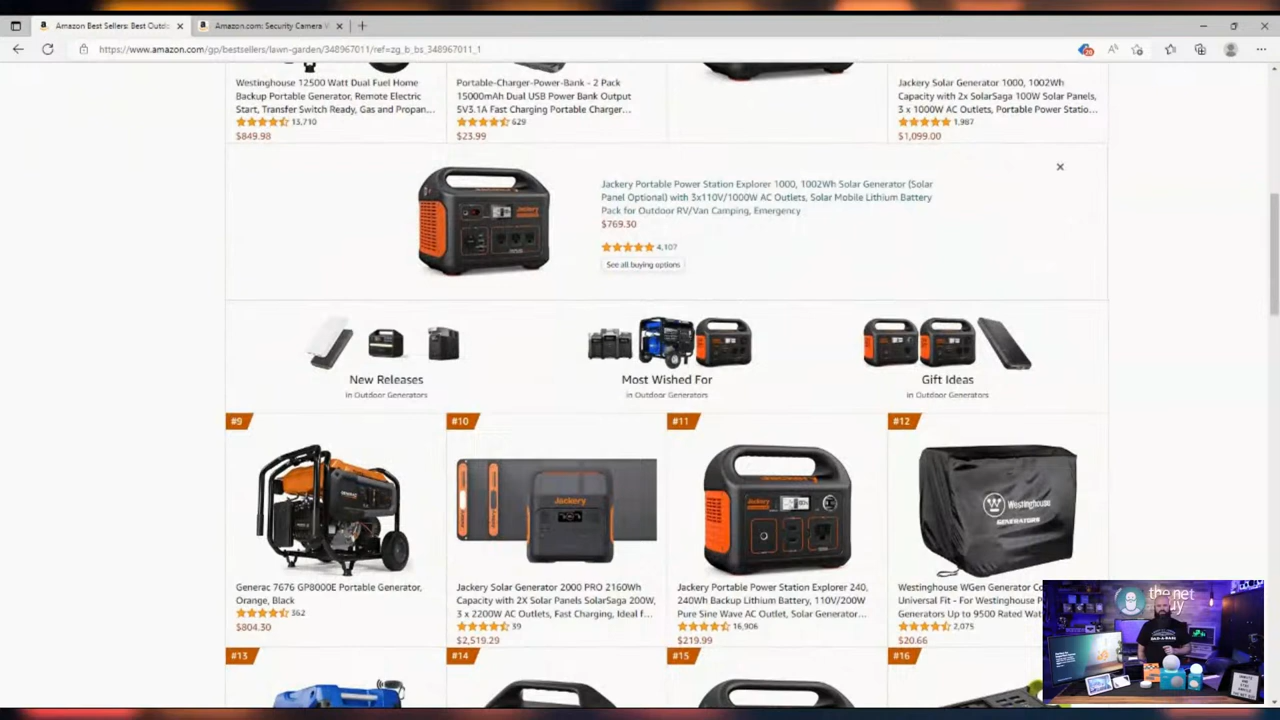 Amazon Best Sellers: Best Outd
Amazon.com: Security Camera
https://www.amazon.com/gp/bestsellers/lawn-garden/348967011/ref=zg_b_bs_348967011_1
Westinghouse 12500 Watt Dual Fuel Home
Backup Portable Generator, Remote Electric
Start, Transfer Switch Ready, Gas and Propan...
13,710
$849.98
Portable-Charger-Power-Bank - 2 Pack
15000mAh Dual USB Power Bank Output
5V3.1A Fast Charging Portable Charger...
629
$23.99
Jackery Solar Generator 1000, 1002Wh
Capacity with 2x SolarSaga 100W Solar Panels,
3 x 1000W AC Outlets, Portable Power Statio...
1,987
$1,099.00
Jackery Portable Power Station Explorer 1000, 1002Wh Solar Generator (Solar
Panel Optional) with 3x110V/1000W AC Outlets, Solar Mobile Lithium Battery
Pack for Outdoor RV/Van Camping, Emergency
$769.30
4,107
See all buying options
New Releases
in Outdoor Generators
Most Wished For
in Outdoor Generators
Gift Ideas
in Outdoor Generators
#9
#10
#11
#12
Jackery
Westinghouse
GENERATORS
Generac 7676 GP8000E Portable Generator,
Orange, Black
362
$804.30
Jackery Solar Generator 2000 PRO 2160Wh
Capacity with 2X Solar Panels SolarSaga 200W,
3 x 2200W AC Outlets, Fast Charging, Ideal f...
39
$2,519.29
Jackery Portable Power Station Explorer 240,
240Wh Backup Lithium Battery, 110V/200W
Pure Sine Wave AC Outlet, Solar Generator...
16,906
$219.99
Westinghouse WGen Generator Co
Universal Fit - For Westinghouse P
Generators Up to 9500 Rated Wat
2,075
$20.66
the net
guy
#13
#14
#15
#16